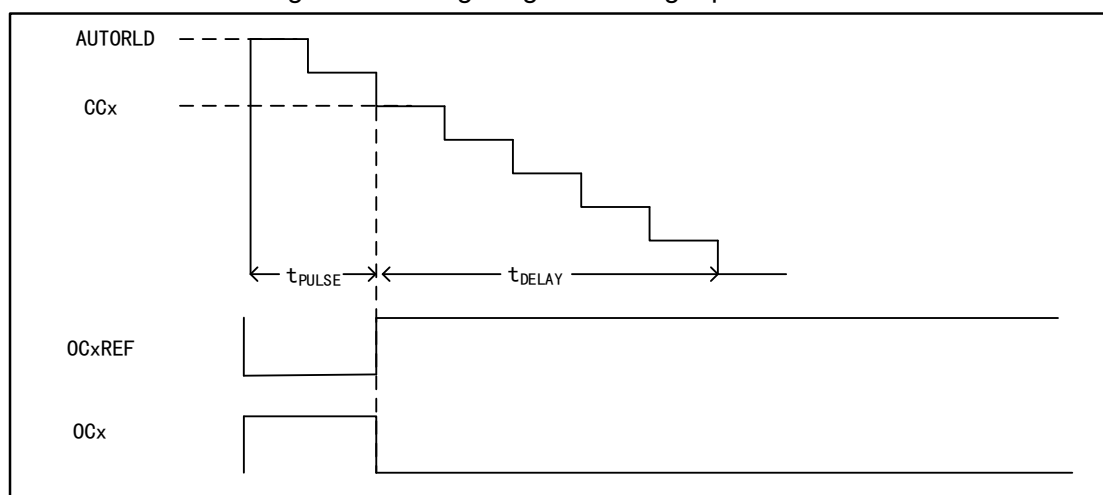 AUTORLD
CCx
tPULSE
tDELAY
OCxREF
OCx